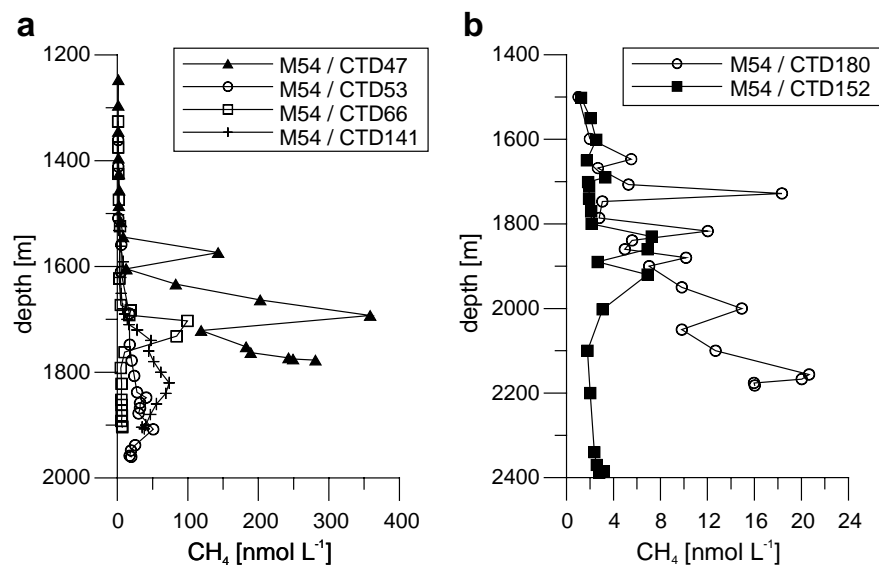 a
M54 / CTD47
M54 / CTD53
M54 / CTD66
M54 / CTD141
1200
1400
1600
1800
2000
depth [m]
0 100 200 300 400
CH₄ [nmol L⁻¹]
b
M54 / CTD180
M54 / CTD152
1400
1600
1800
2000
2200
2400
depth [m]
0 4 8 12 16 20 24
CH₄ [nmol L⁻¹]